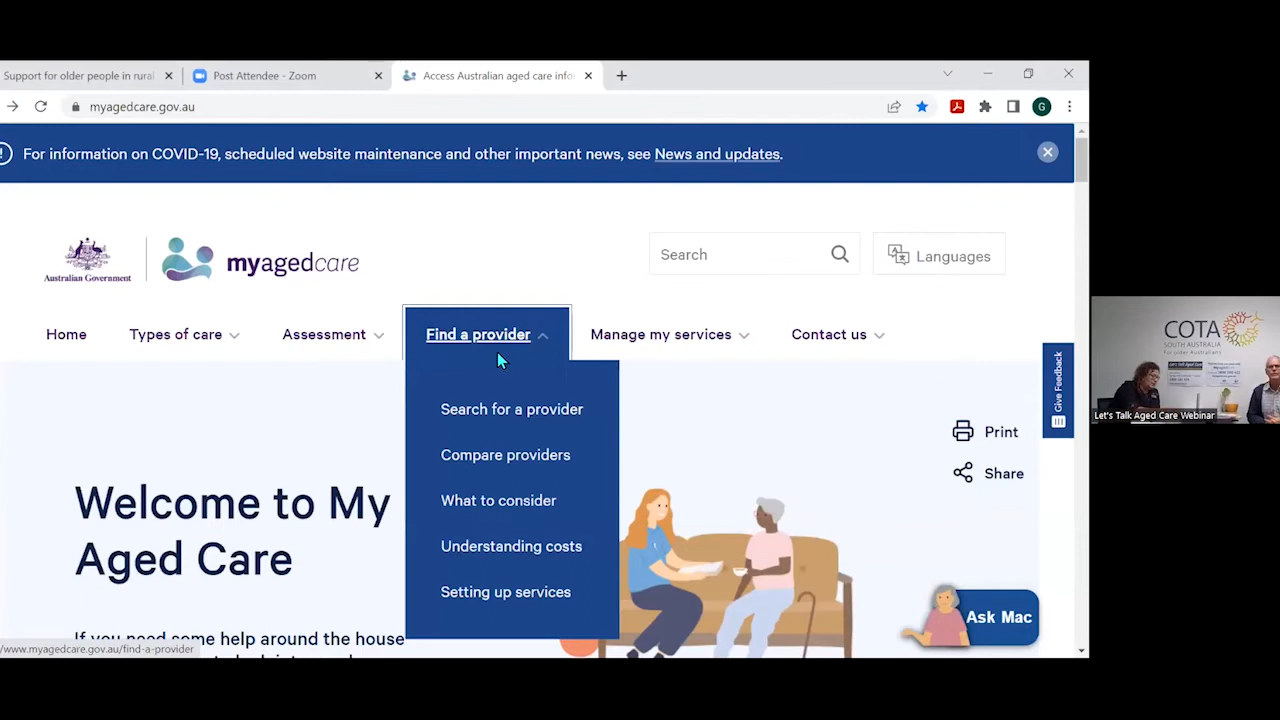 Support for older people in rural
Post Attendee - Zoom
Access Australian aged care info
myagedcare.gov.au
G
For information on COVID-19, scheduled website maintenance and other important news, see News and updates.
Australian Government
myagedcare
Search
Languages
Home
Types of care
Assessment
Find a provider
Manage my services
Contact us
Search for a provider
Compare providers
What to consider
Understanding costs
Setting up services
Give Feedback
Print
Share
Welcome to My
Aged Care
If you need some help around the house
Ask Mac
/www.myagedcare.gov.au/find-a-provider
COTA
SOUTH AUSTRALIA
For older Australians
Let's Talk Aged Care Webinar